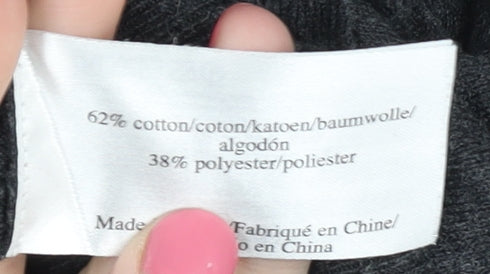 62% cotton/coton/katoen/baumwolle/
algodón
38% polyester/poliester
Made /Fabriqué en Chine/
o en China